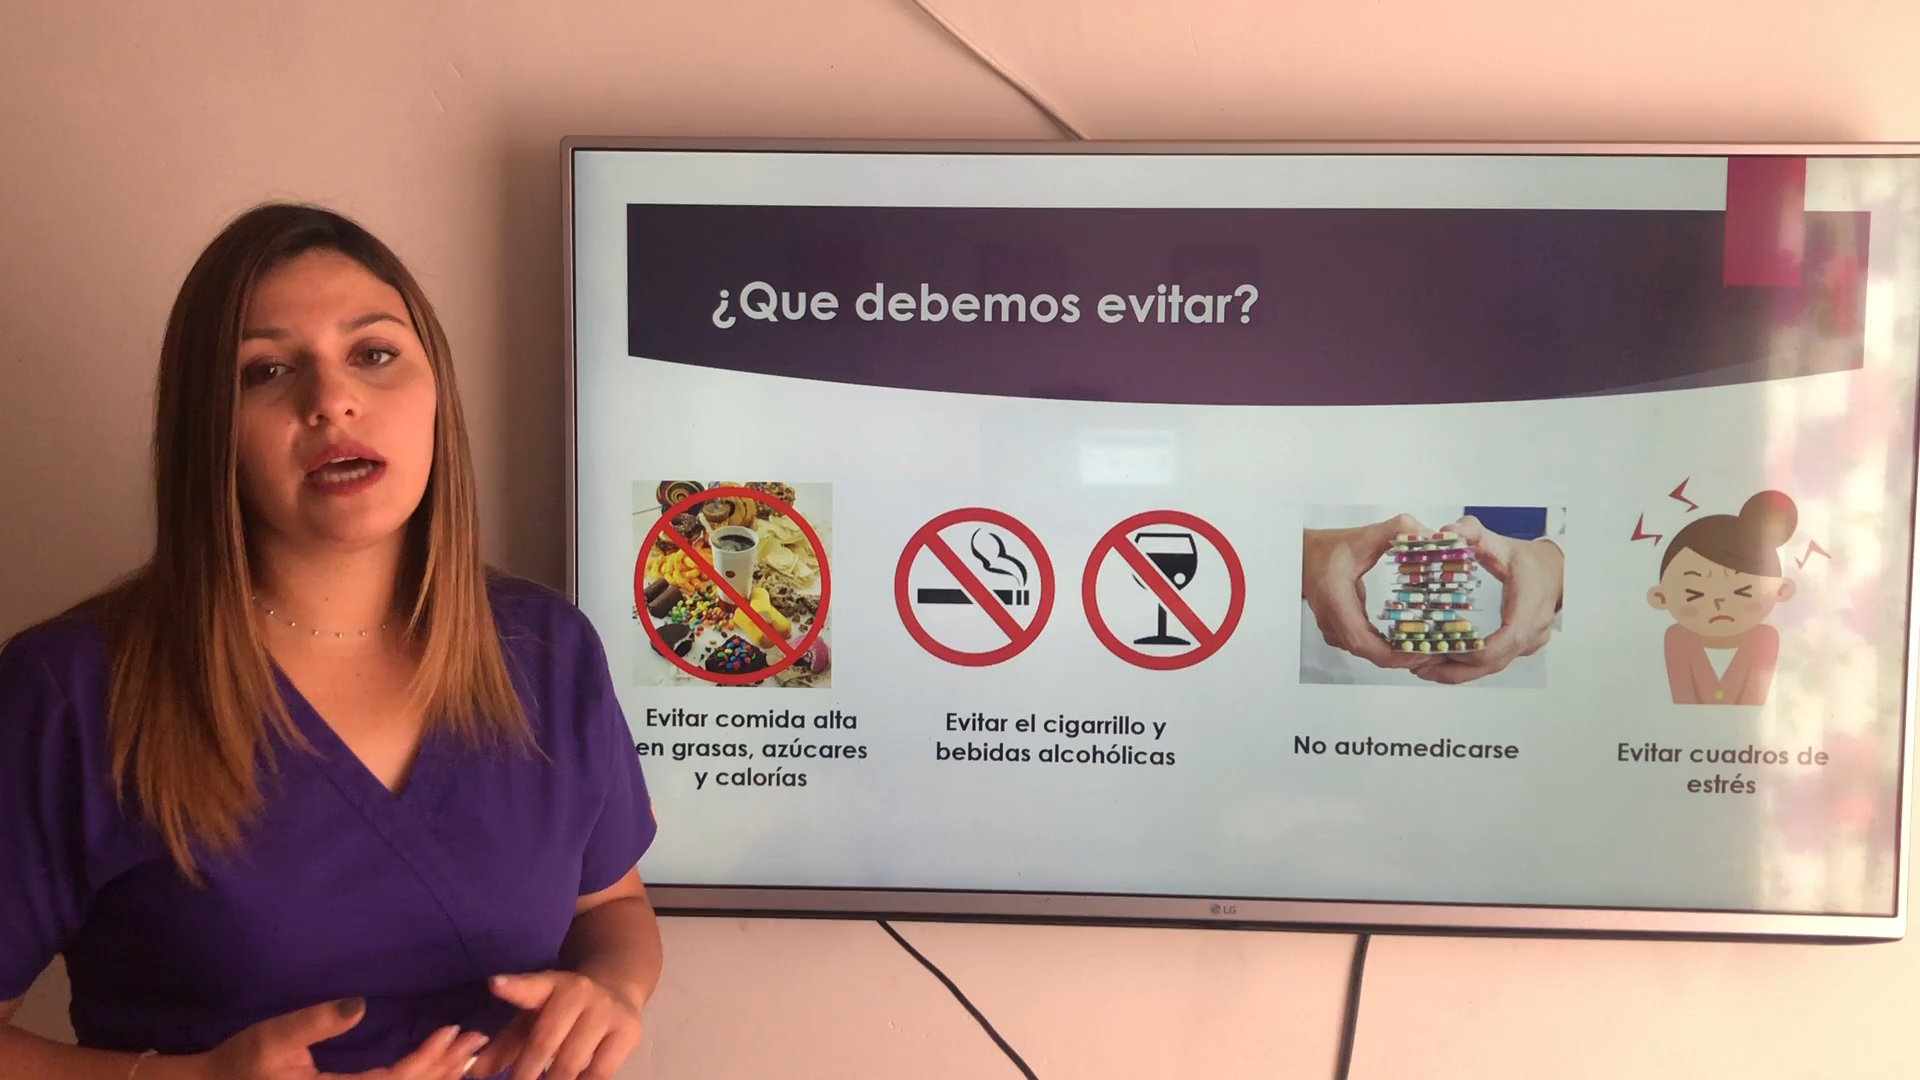 ¿Que debemos evitar?
Evitar comida alta
en grasas, azúcares
y calorías
Evitar el cigarrillo y
bebidas alcohólicas
No automedicarse
Evitar cuadros de
estrés
LG